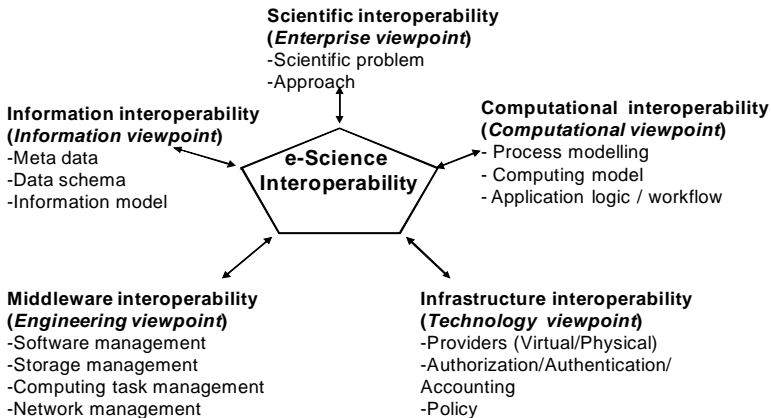 Scientific interoperability
(Enterprise viewpoint)
-Scientific problem
-Approach
Information interoperability
(Information viewpoint)
-Meta data
-Data schema
-Information model
e-Science
Interoperability
Computational interoperability
(Computational viewpoint)
- Process modelling
- Computing model
- Application logic / workflow
Middleware interoperability
(Engineering viewpoint)
-Software management
-Storage management
-Computing task management
-Network management
Infrastructure interoperability
(Technology viewpoint)
-Providers (Virtual/Physical)
-Authorization/Authentication/
Accounting
-Policy